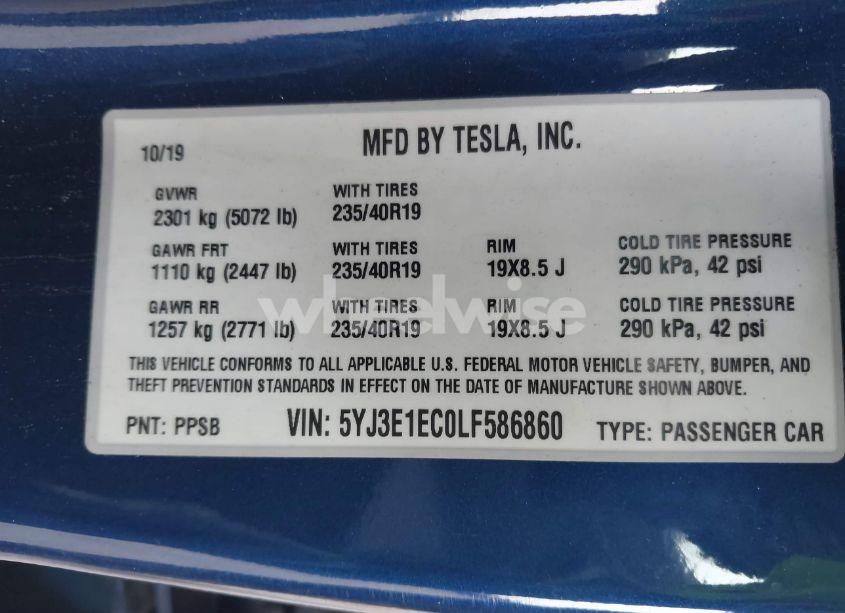 10/19
MFD BY TESLA, INC.
GVWR
WITH TIRES
2301 kg (5072 lb)
235/40R19
GAWR FRT
WITH TIRES
RIM
COLD TIRE PRESSURE
1110 kg (2447 lb)
235/40R19
19X8.5 J
290 kPa, 42 psi
GAWR RR
WITH TIRES
RIM
COLD TIRE PRESSURE
1257 kg (2771 lb)
235/40R19
19X8.5 J
290 kPa, 42 psi
wheelwise
THIS VEHICLE CONFORMS TO ALL APPLICABLE U.S. FEDERAL MOTOR VEHICLE SAFETY, BUMPER, AND
THEFT PREVENTION STANDARDS IN EFFECT ON THE DATE OF MANUFACTURE SHOWN ABOVE.
PNT: PPSB
VIN: 5YJ3E1EC0LF586860
TYPE: PASSENGER CAR